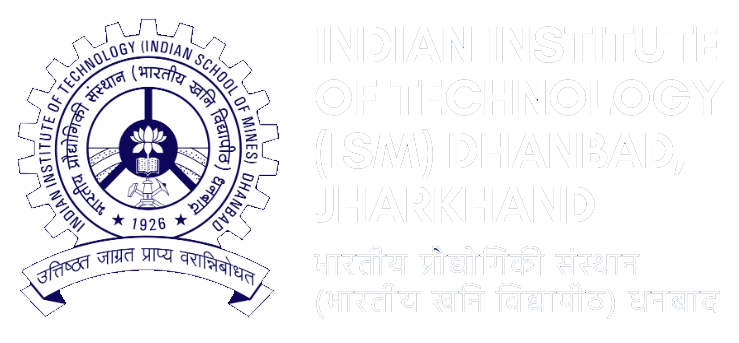 INDIAN INSTITUTE OF TECHNOLOGY (INDIAN SCHOOL OF MINES) DHANBAD
भारतीय प्रौद्योगिकी संस्थान (भारतीय खनि विद्यापीठ) धनबाद
★ 1926 ★
उत्तिष्ठत जाग्रत प्राप्य वरान्निबोधत
INDIAN INSTITUTE
OF TECHNOLOGY
(ISM) DHANBAD,
JHARKHAND
भारतीय प्रौद्योगिकी संस्थान
(भारतीय खनि विद्यापीठ) धनबाद